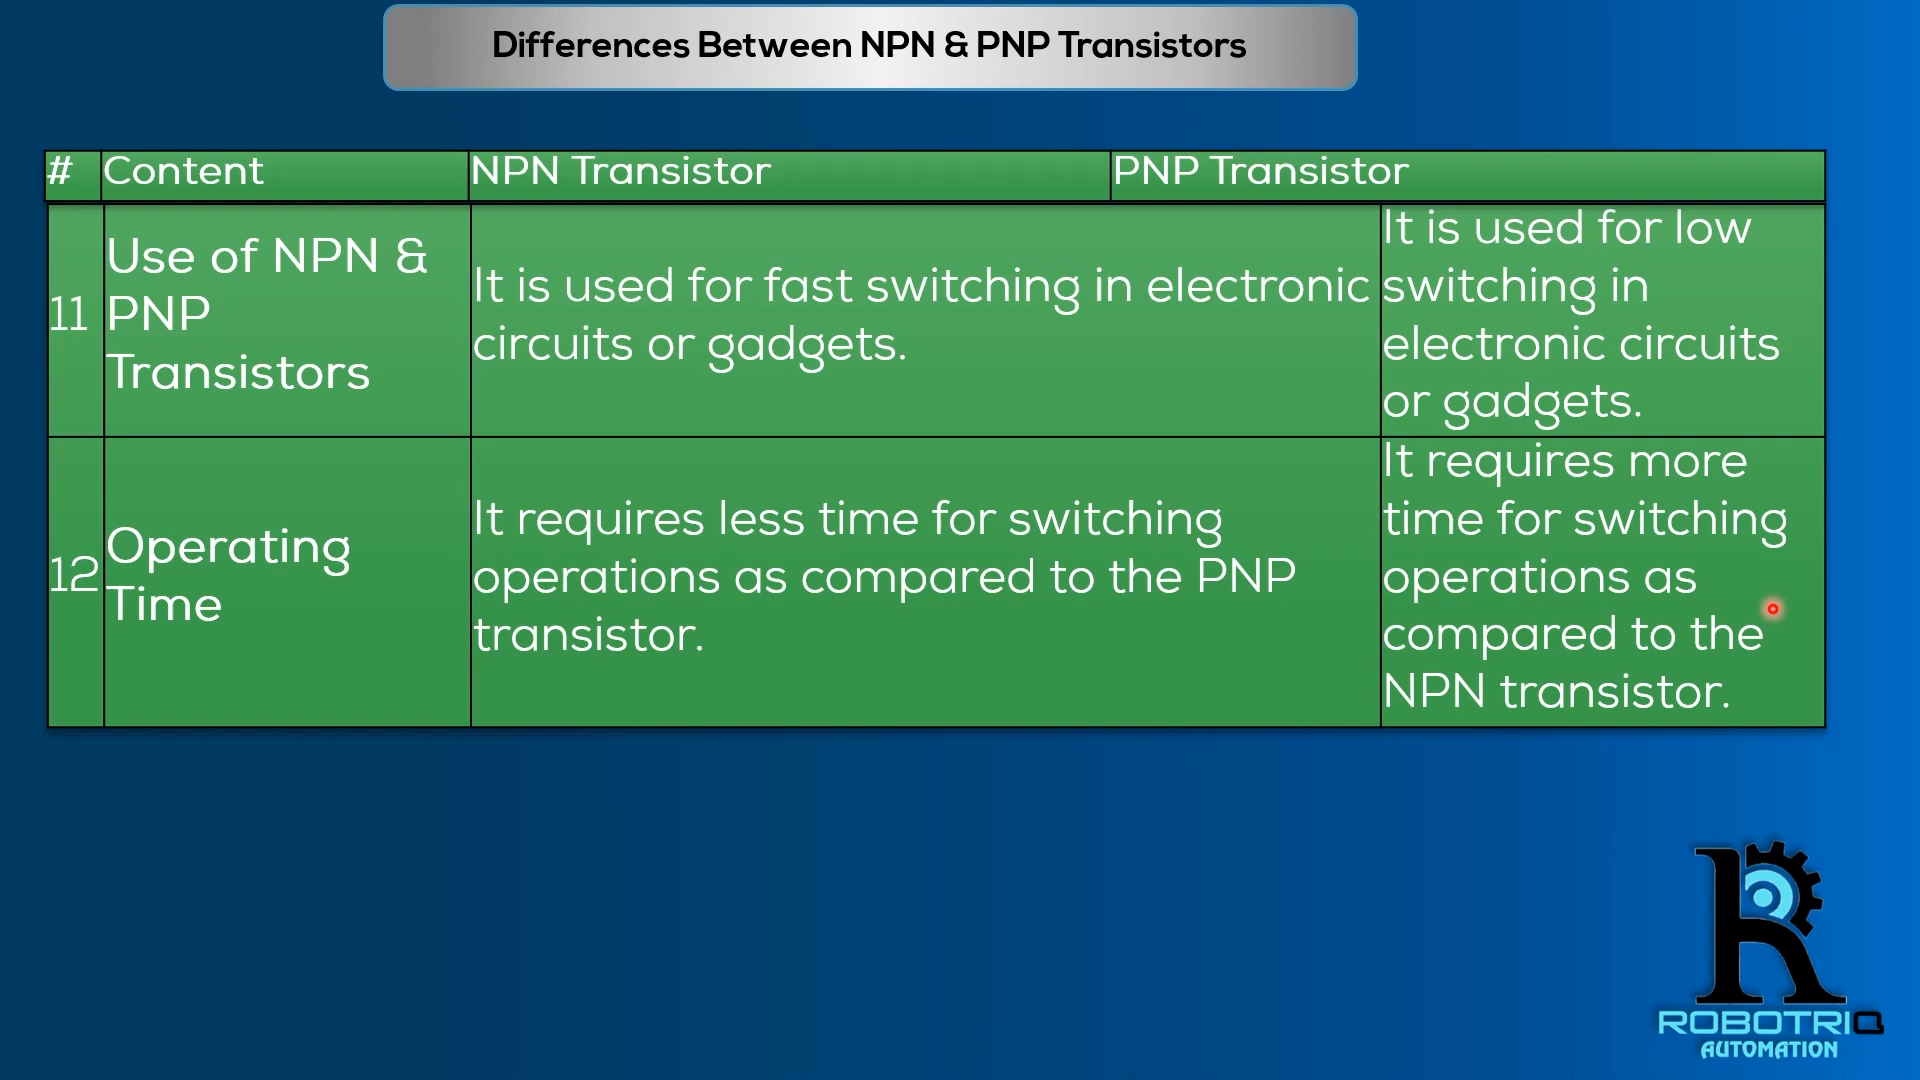 Differences Between NPN & PNP Transistors
# Content NPN Transistor PNP Transistor
11
Use of NPN &
PNP
Transistors
It is used for fast switching in electronic
circuits or gadgets.
It is used for low
switching in
electronic circuits
or gadgets.
12
Operating
Time
It requires less time for switching
operations as compared to the PNP
transistor.
It requires more
time for switching
operations as
compared to the
NPN transistor.
ROBOTRIQ
AUTOMATION